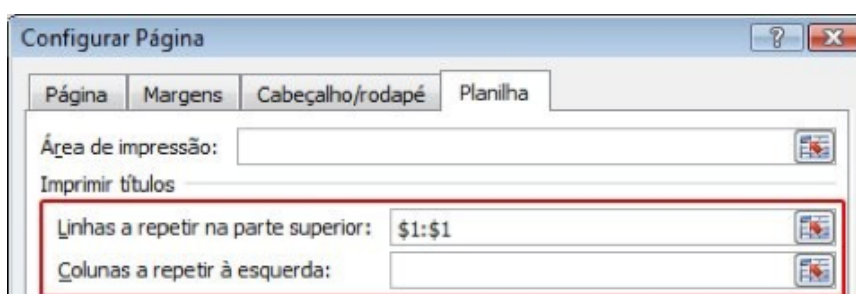 Configurar Página
Página Margens Cabeçalho/rodapé Planilha
Área de impressão:
Imprimir títulos
Linhas a repetir na parte superior: $1:$1
Colunas a repetir à esquerda: